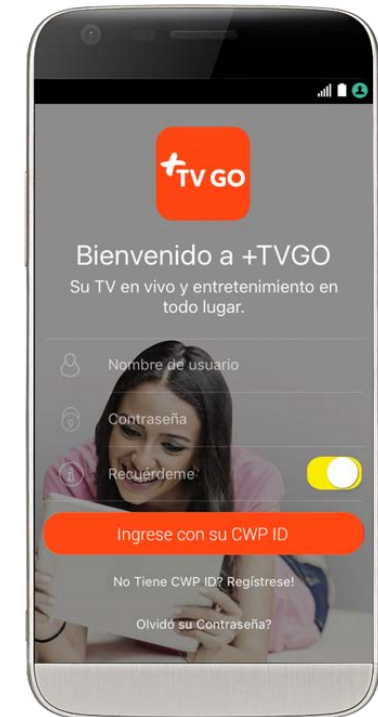 +TV GO
Bienvenido a +TVGO
Su TV en vivo y entretenimiento en
todo lugar.
Nombre de usuario
Contraseña
Recuérdeme
Ingrese con su CWP ID
No Tiene CWP ID? Regístrese!
Olvidó su Contraseña?